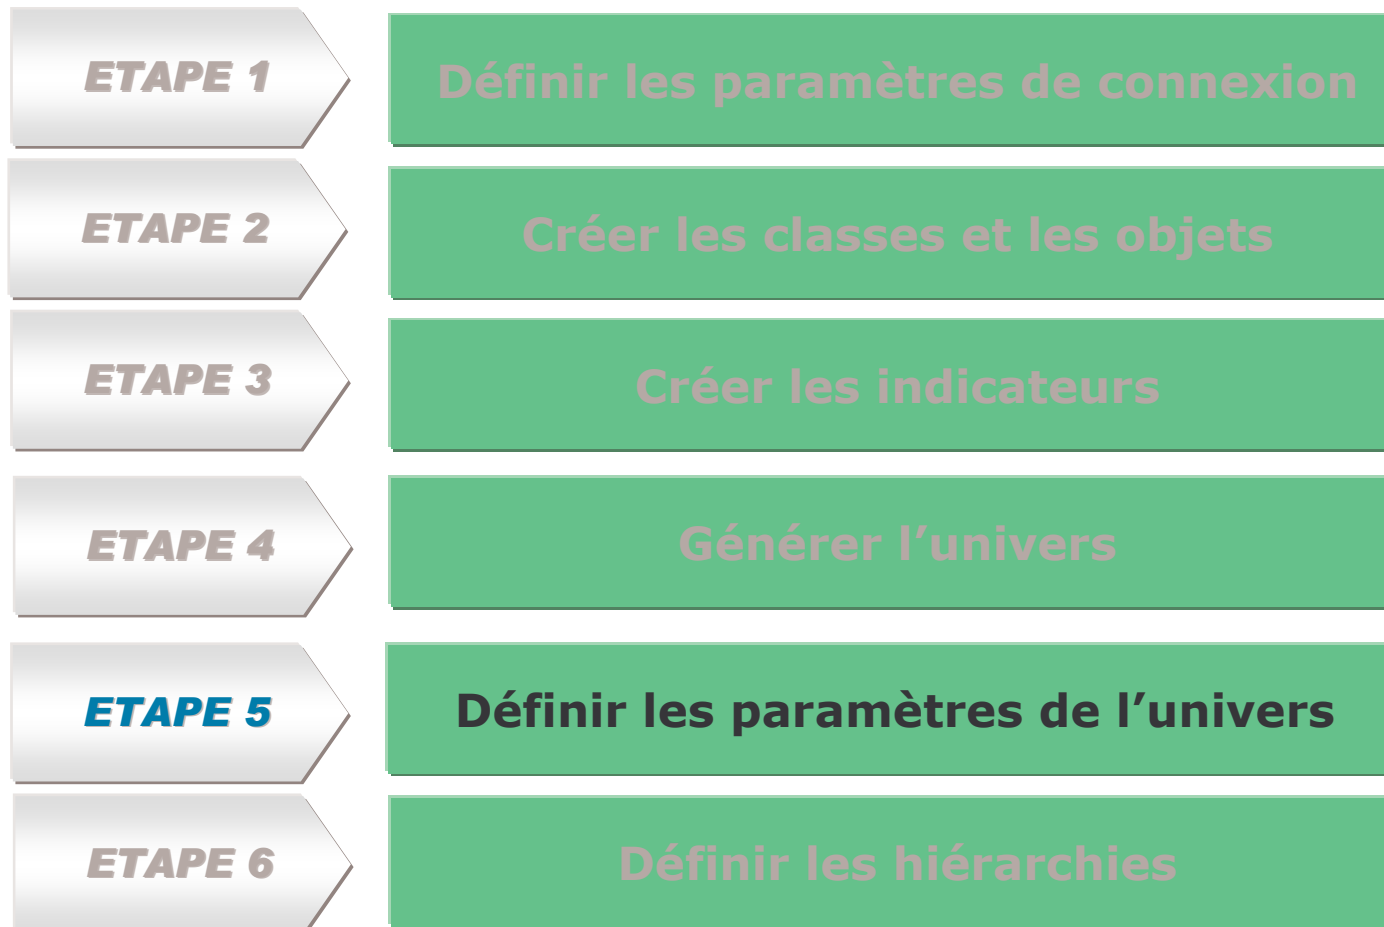 ETAPE 1
Définir les paramètres de connexion
ETAPE 2
Créer les classes et les objets
ETAPE 3
Créer les indicateurs
ETAPE 4
Générer l’univers
ETAPE 5
Définir les paramètres de l’univers
ETAPE 6
Définir les hiérarchies